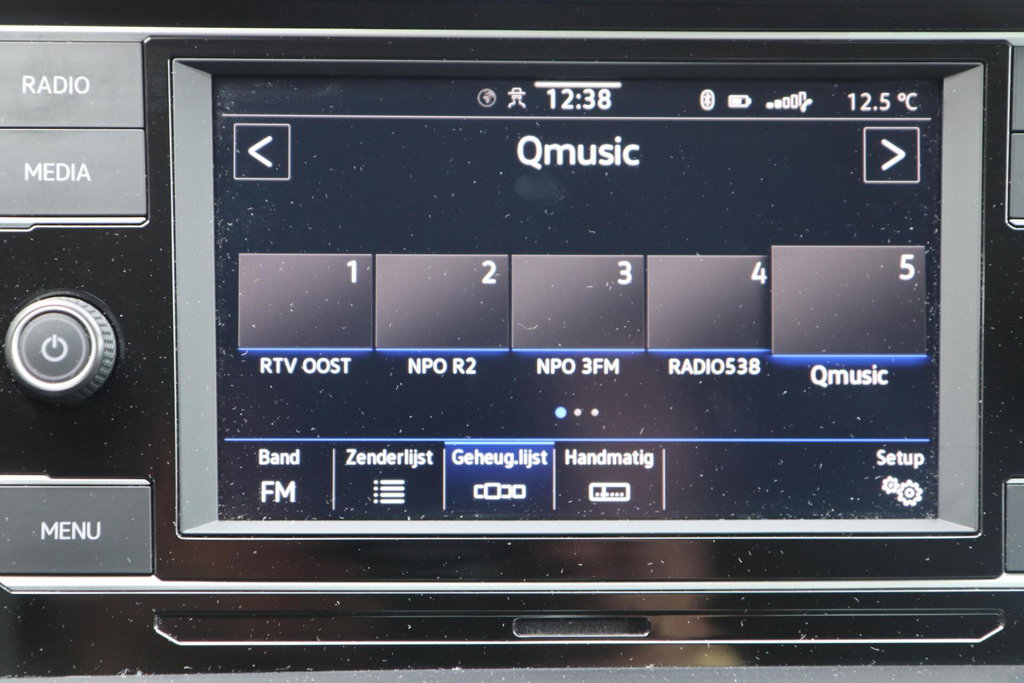 RADIO
MEDIA
MENU
12:38
12.5 °C
<
Qmusic
>
1 2 3 4 5
RTV OOST NPO R2 NPO 3FM RADIO538 Qmusic
Band Zenderlijst Geheug.lijst Handmatig Setup
FM